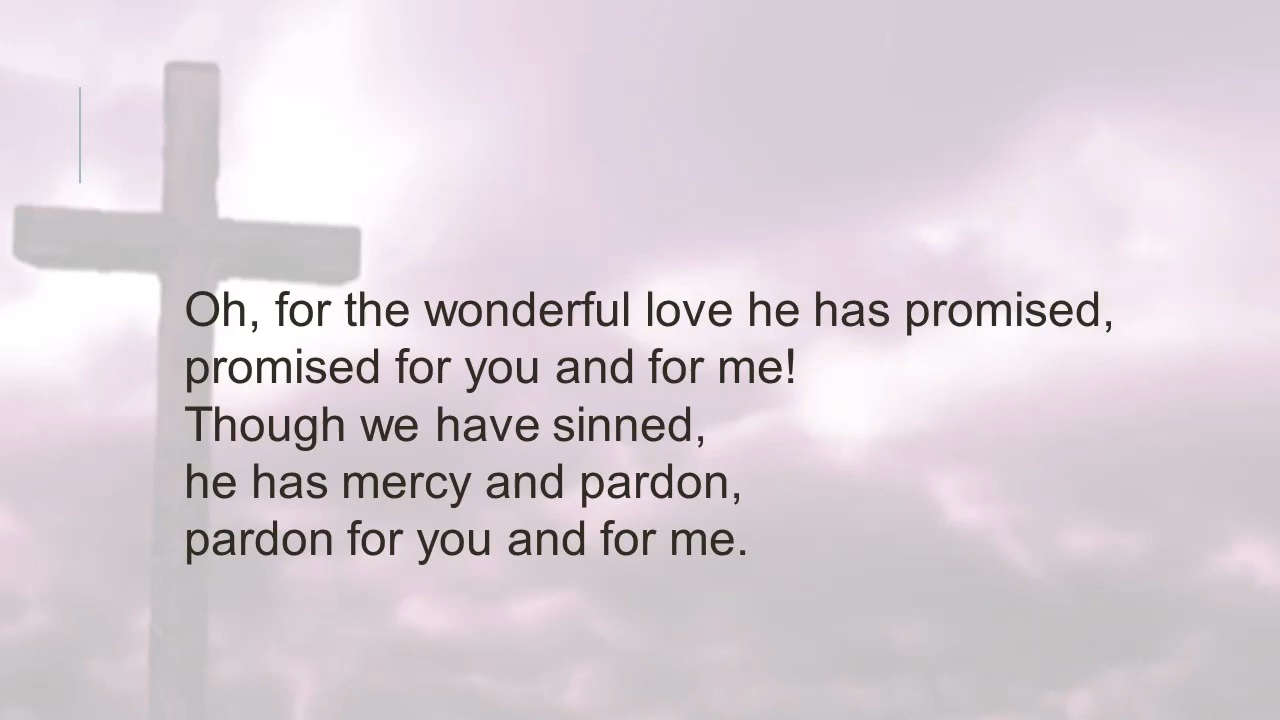 Oh, for the wonderful love he has promised,
promised for you and for me!
Though we have sinned,
he has mercy and pardon,
pardon for you and for me.